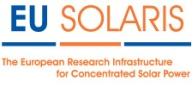 EU SOLARIS
The European Research Infrastructure
for Concentrated Solar Power